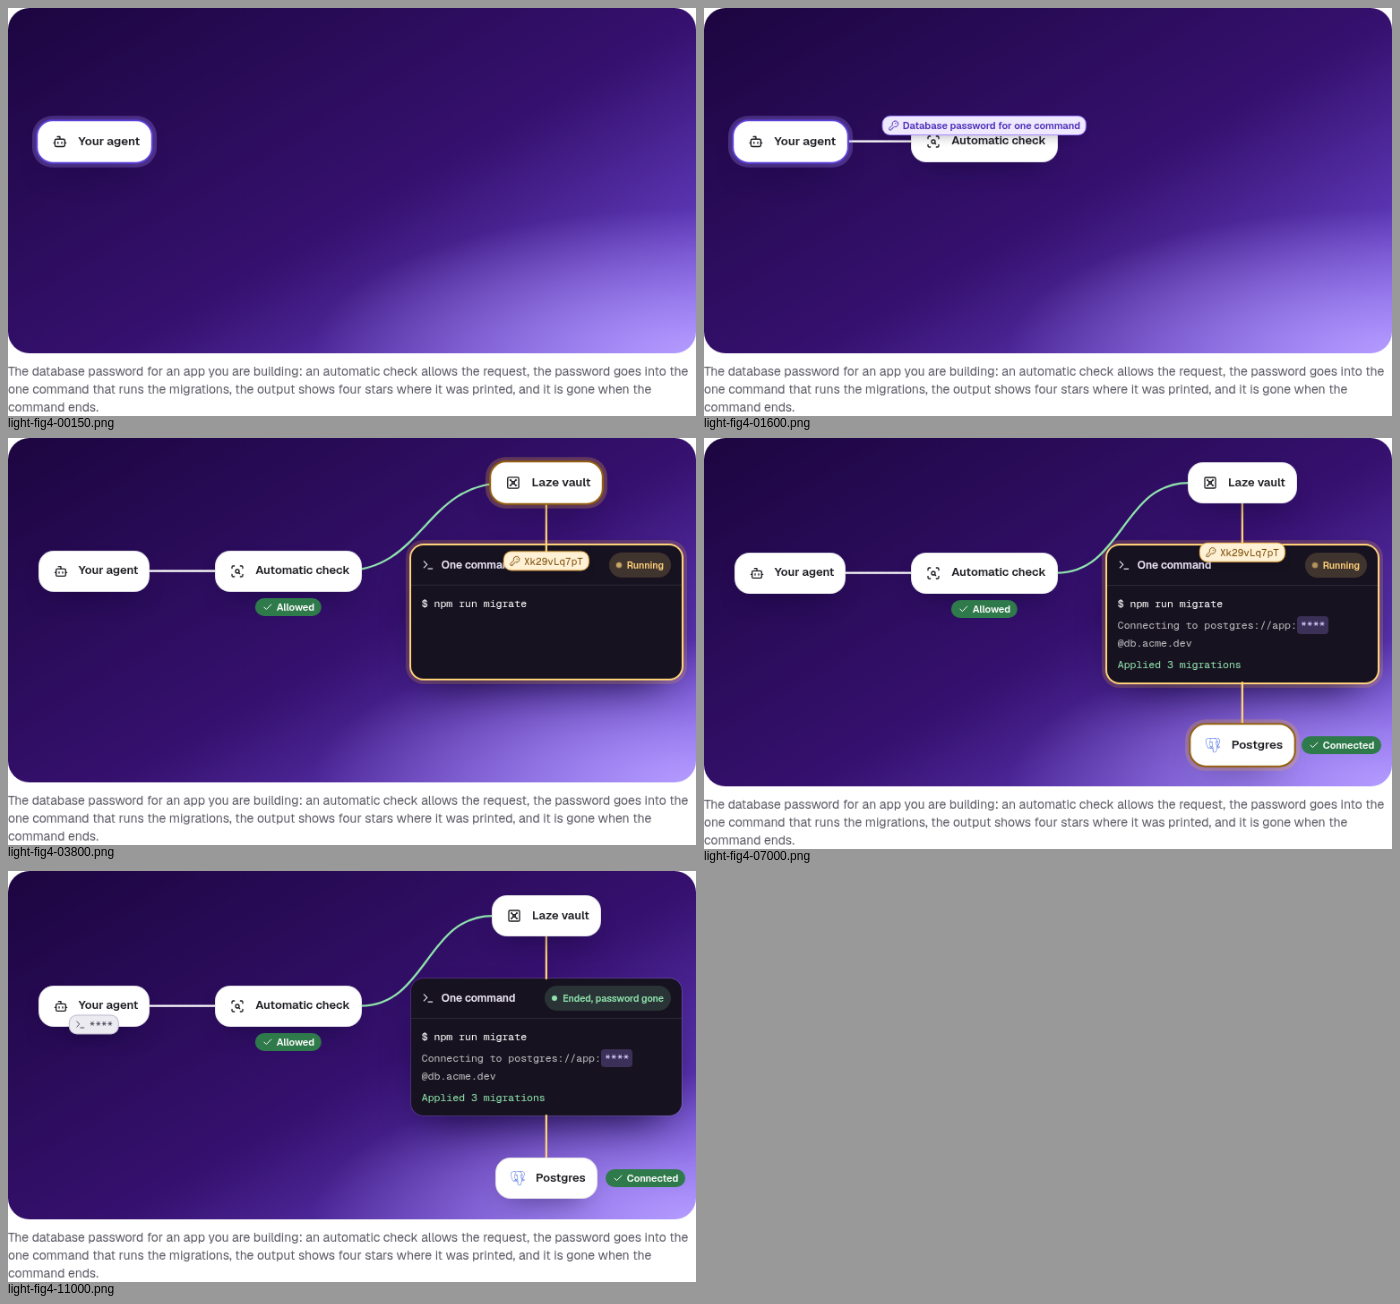 Your agent
The database password for an app you are building: an automatic check allows the request, the password goes into the
one command that runs the migrations, the output shows four stars where it was printed, and it is gone when the
command ends.
light-fig4-00150.png
Database password for one command
Your agent
Automatic check
The database password for an app you are building: an automatic check allows the request, the password goes into the
one command that runs the migrations, the output shows four stars where it was printed, and it is gone when the
command ends.
light-fig4-01600.png
Laze vault
Your agent
Automatic check
Allowed
One comma
Xk29vLq7pT
Running
$ npm run migrate
The database password for an app you are building: an automatic check allows the request, the password goes into the
one command that runs the migrations, the output shows four stars where it was printed, and it is gone when the
command ends.
light-fig4-03800.png
Laze vault
Your agent
Automatic check
Allowed
Xk29vLq7pT
One command
Running
$ npm run migrate
Connecting to postgres://app:****
@db.acme.dev
Applied 3 migrations
Postgres
Connected
The database password for an app you are building: an automatic check allows the request, the password goes into the
one command that runs the migrations, the output shows four stars where it was printed, and it is gone when the
command ends.
light-fig4-07000.png
Laze vault
Your agent
****
Automatic check
Allowed
One command
Ended, password gone
$ npm run migrate
Connecting to postgres://app:****
@db.acme.dev
Applied 3 migrations
Postgres
Connected
The database password for an app you are building: an automatic check allows the request, the password goes into the
one command that runs the migrations, the output shows four stars where it was printed, and it is gone when the
command ends.
light-fig4-11000.png